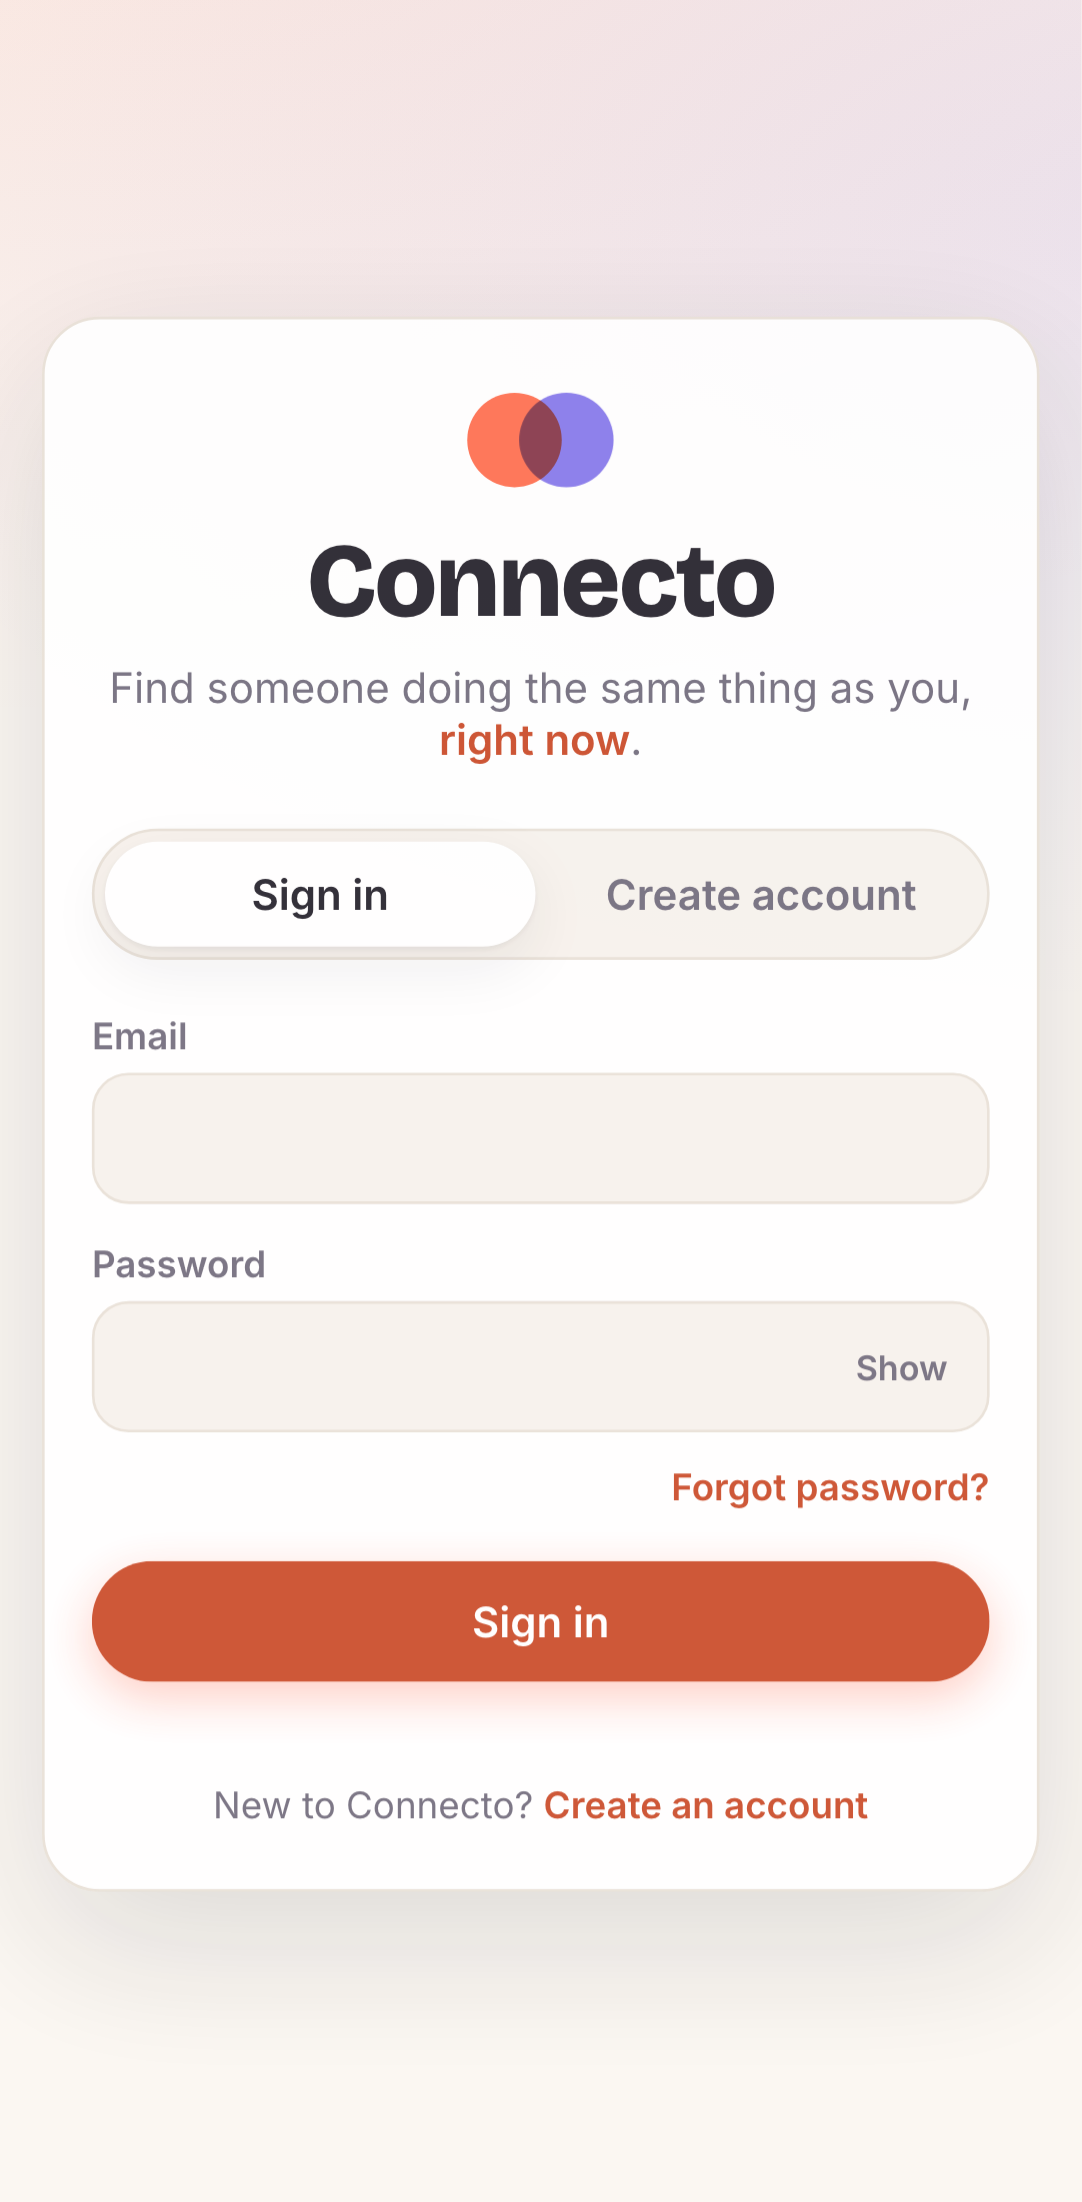 Connecto
Find someone doing the same thing as you,
right now.
Sign in
Create account
Email
Password
Show
Forgot password?
Sign in
New to Connecto? Create an account